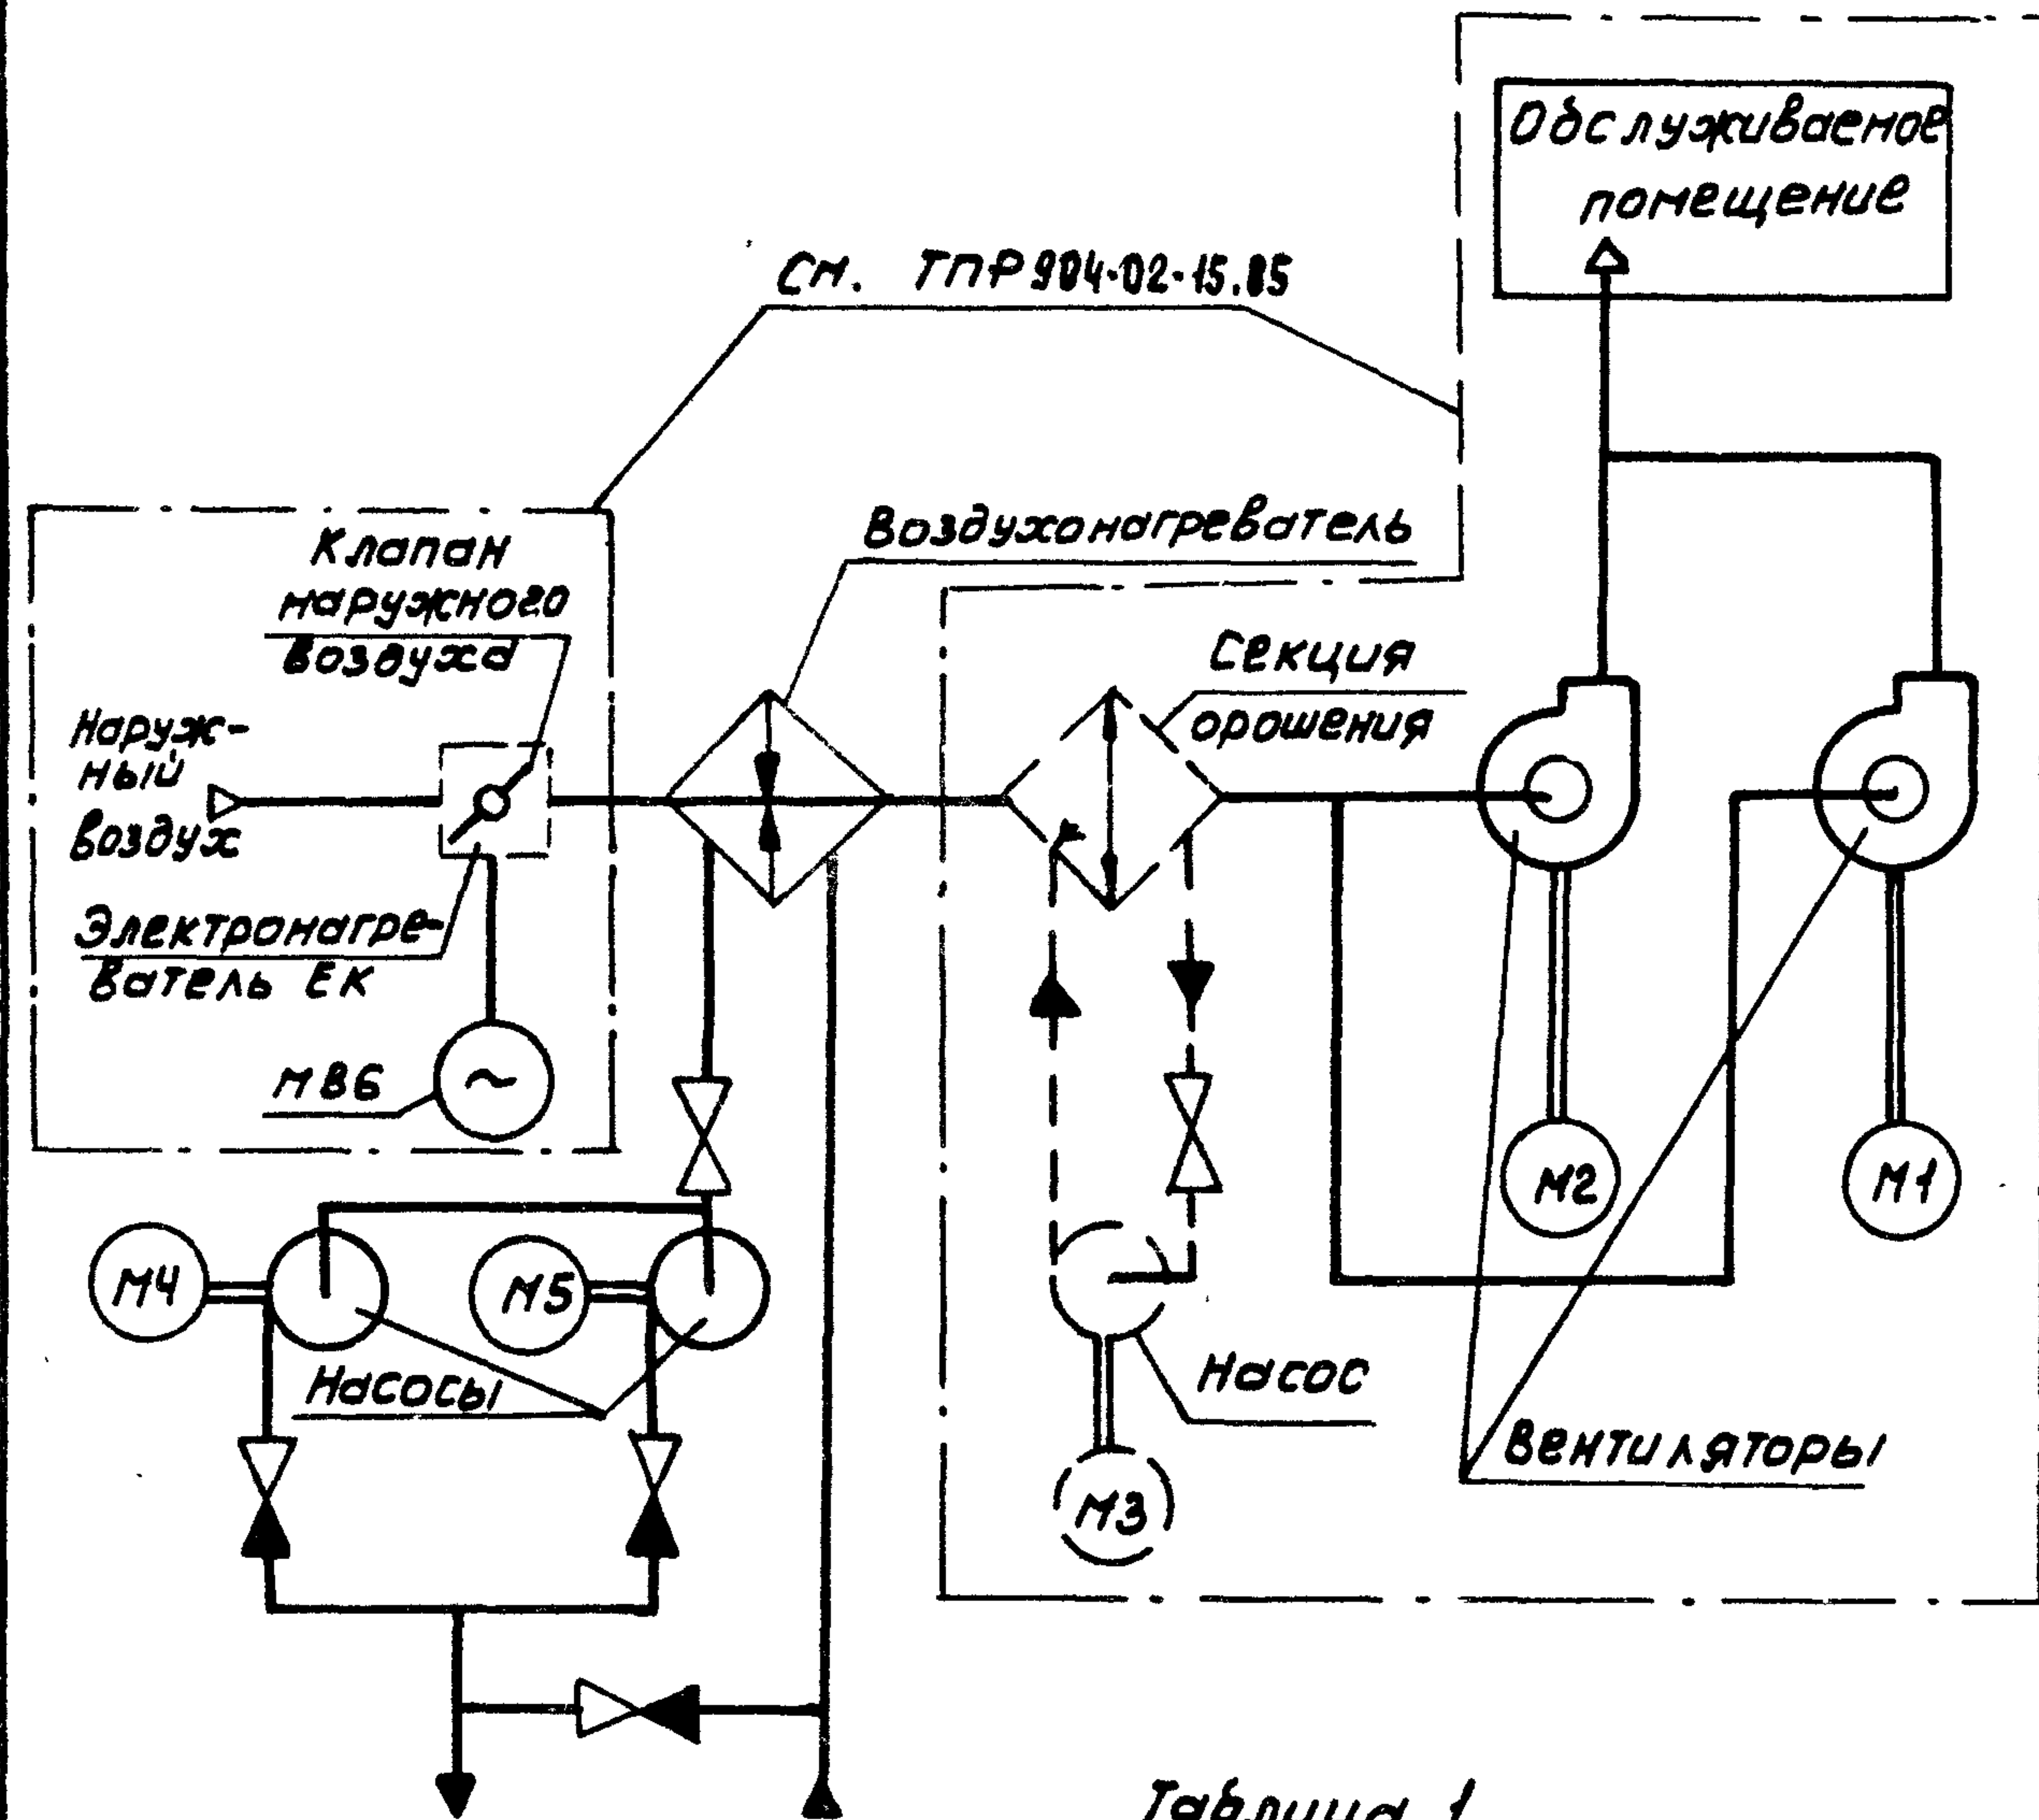 Обслуживаемое
помещение
См. ТПР 904-02-15.85
Воздухонагреватель
Клапан
наружного
воздуха
Секция
орошения
Наруж-
ный
воздух
Электронагре-
ватель ЕК
МВ6
~
М2
М1
М4
М5
Насосы
Насос
М3
Вентиляторы
Таблица 1